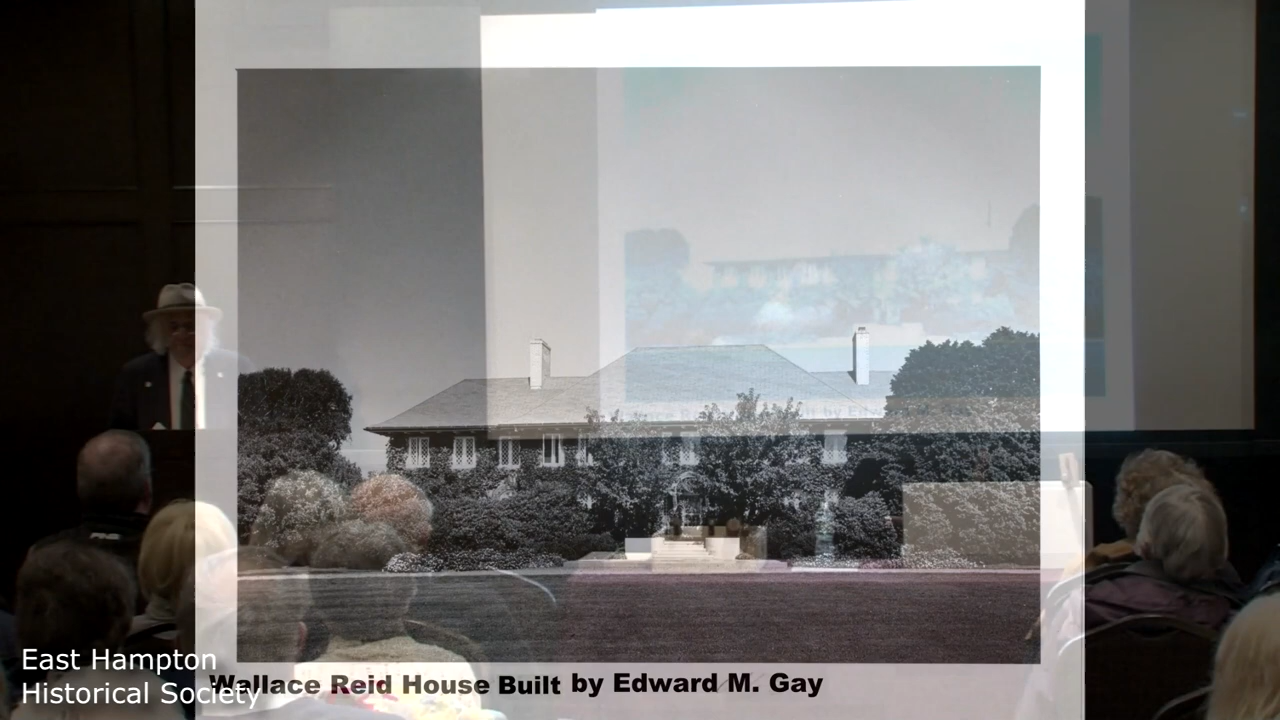 East Hampton
Historical Society
Wallace Reid House Built by Edward M. Gay